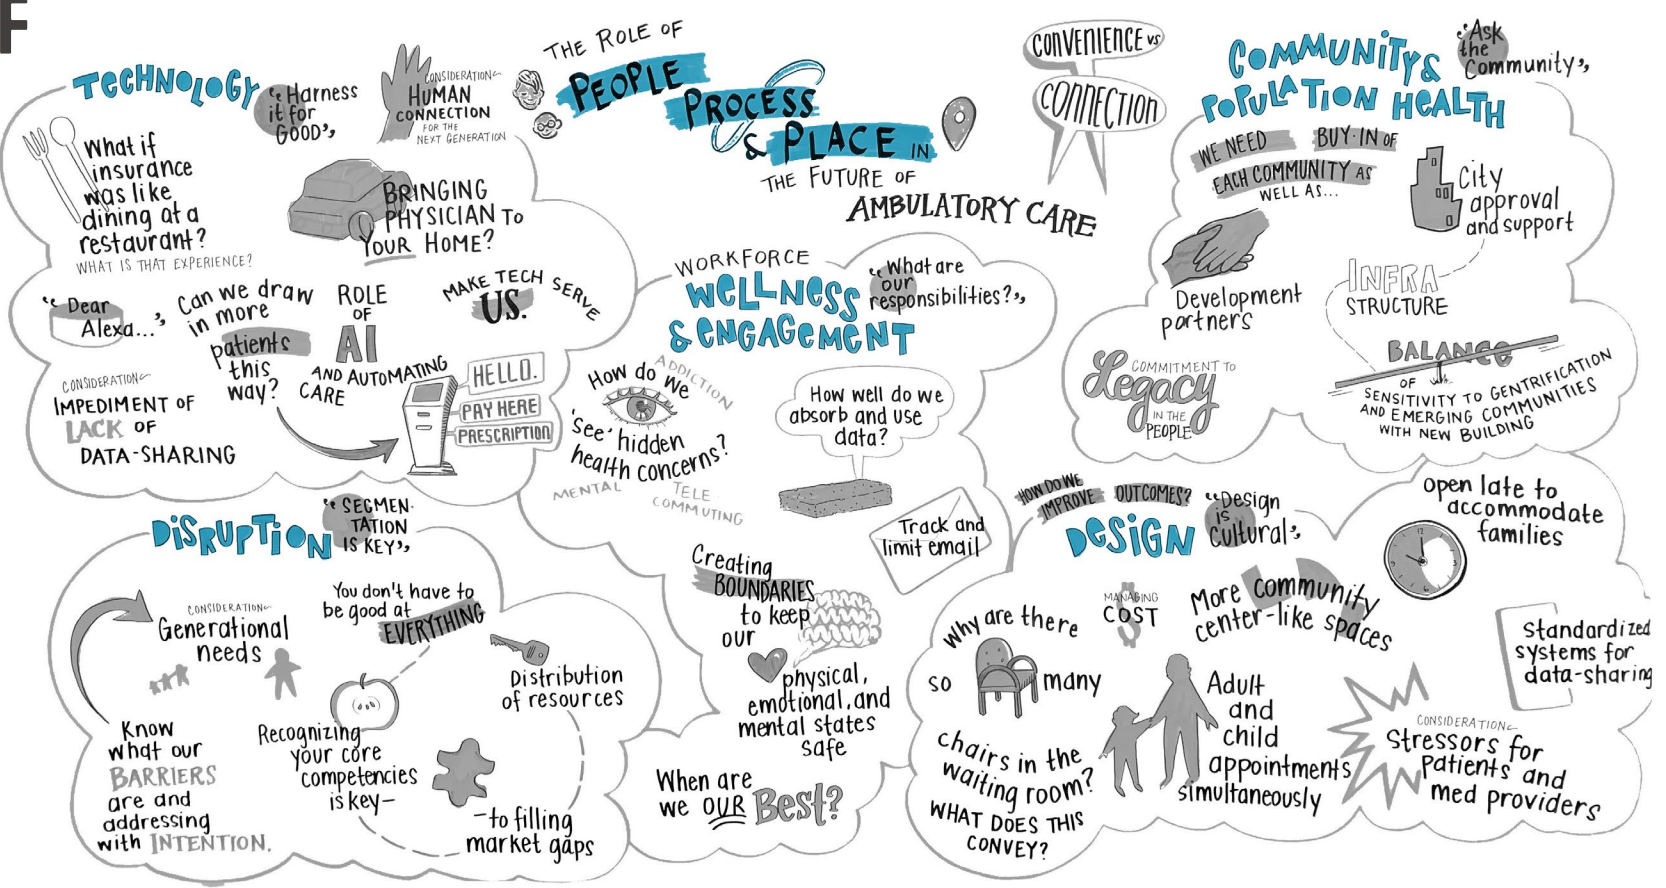 F
THE ROLE OF
PEOPLE
PROCESS
& PLACE IN
THE FUTURE OF
AMBULATORY CARE
CONVENIENCE vs
CONNECTION
TECHNOLOGY
"Harness
it for
GOOD"
CONSIDERATION
HUMAN
CONNECTION
FOR THE
NEXT GENERATION
What if
insurance
was like
dining at a
restaurant?
WHAT IS THAT EXPERIENCE?
BRINGING
PHYSICIAN TO
YOUR HOME?
"Dear
Alexa..."
Can we draw
in more
patients
this
way?
ROLE
OF
AI
AND AUTOMATING
CARE
MAKE TECH SERVE
US.
HELLO.
PAY HERE
PRESCRIPTION
CONSIDERATION
IMPEDIMENT OF
LACK OF
DATA-SHARING
WORKFORCE
WELLNESS
& ENGAGEMENT
"What are
our
responsibilities?"
ADDICTION
How do we
'see' hidden
health concerns?
MENTAL
TELE
COMMUTING
How well do we
absorb and use
data?
Track and
limit email
Creating
BOUNDARIES
to keep
our
physical,
emotional, and
mental states
safe
When are
we OUR Best?
COMMUNITY &
POPULATION HEALTH
"Ask
the
Community"
WE NEED BUY-IN OF
EACH COMMUNITY AS
WELL AS...
City
approval
and support
Development
partners
INFRA
STRUCTURE
COMMITMENT TO
Legacy
IN THE
PEOPLE
BALANCE
OF
SENSITIVITY TO GENTRIFICATION
AND EMERGING COMMUNITIES
WITH NEW BUILDING
DISRUPTION
"SEGMEN-
TATION
IS KEY"
CONSIDERATION
Generational
needs
You don't have to
be good at
EVERYTHING
Distribution
of resources
Know
what our
BARRIERS
are and
addressing
with INTENTION.
Recognizing
your core
competencies
is key-
-to filling
market gaps
HOW DO WE
IMPROVE OUTCOMES?
DESIGN
"Design
is
cultural"
Open late to
accommodate
families
MANAGING
COST
More community
center-like spaces
Why are there
so many
chairs in the
waiting room?
WHAT DOES THIS
CONVEY?
Adult
and
child
appointments
simultaneously
Standardized
systems for
data-sharing
CONSIDERATION
Stressors for
patients and
med providers